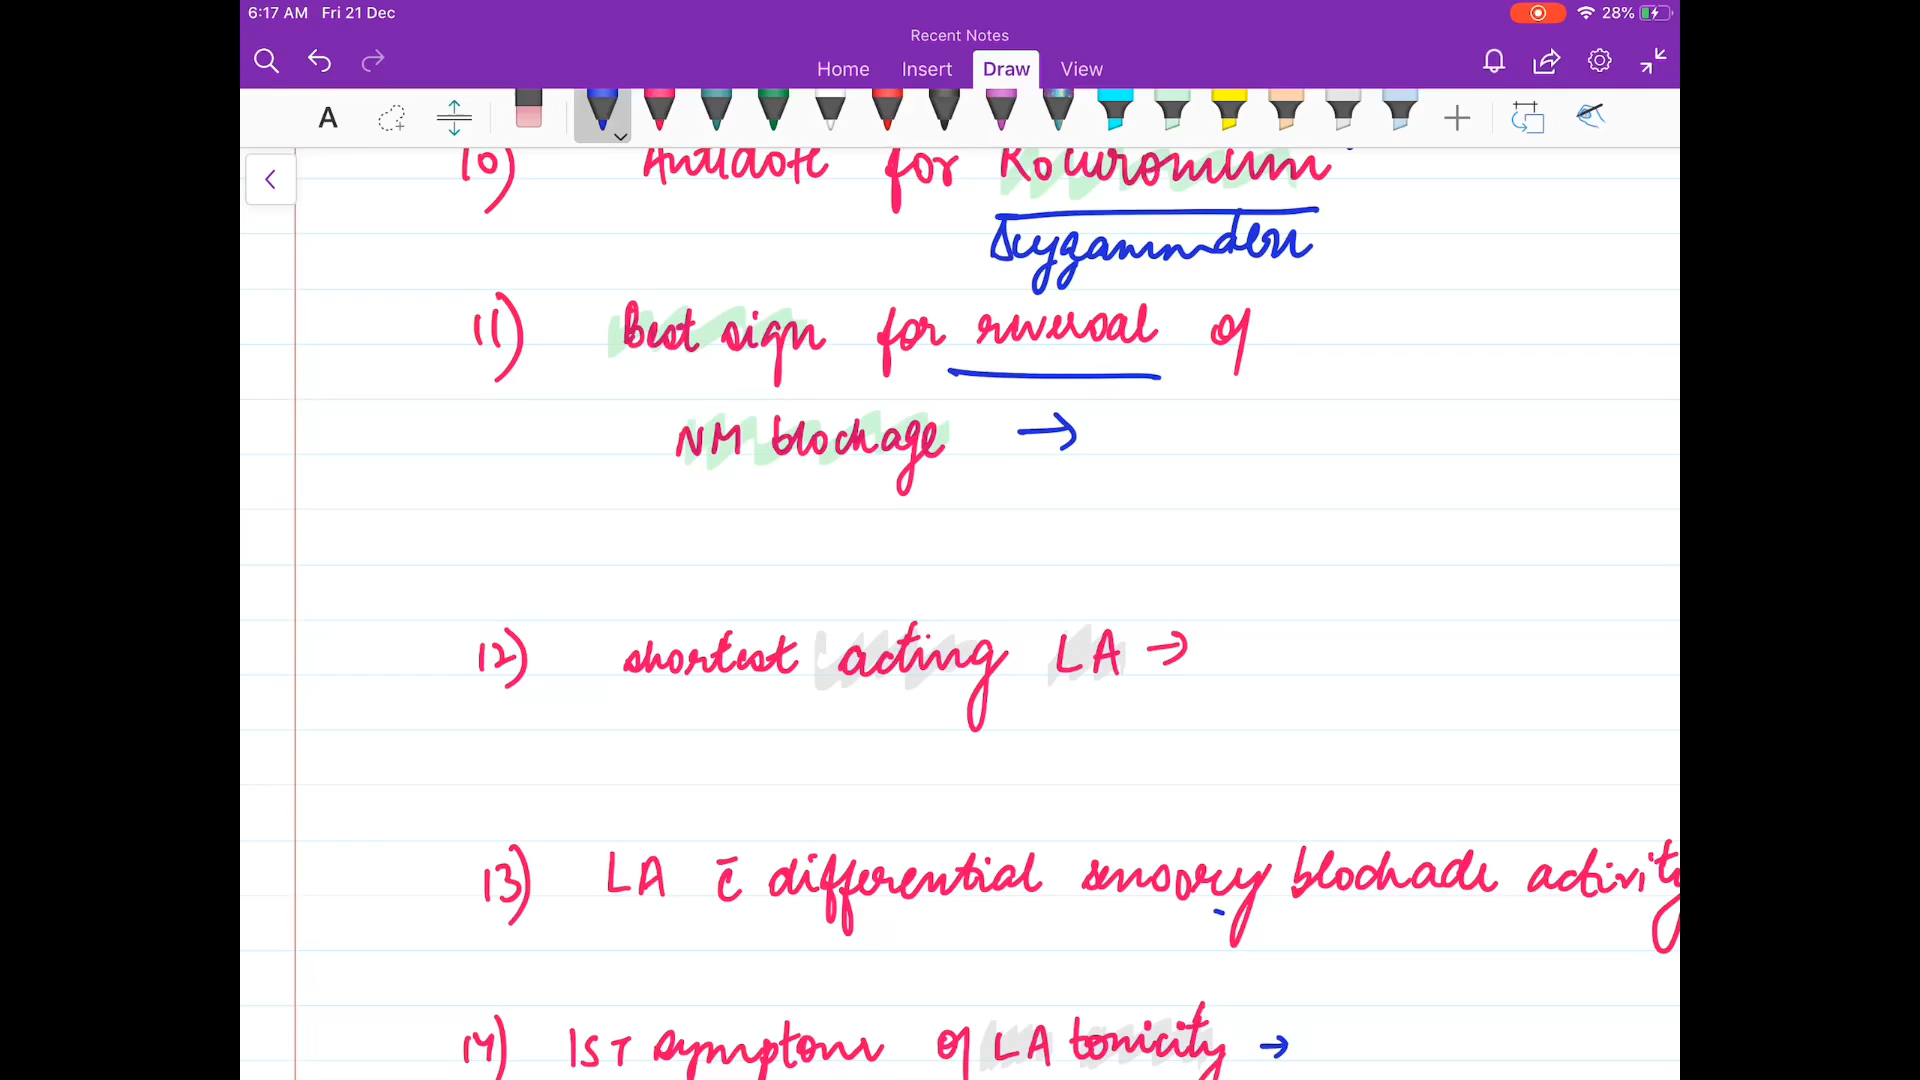 6:17 AM Fri 21 Dec
28%
Recent Notes
Home Insert Draw View
A
10) Antidote for Rocuronium
Sugammadex
11) Best sign for reversal of
NM blockage →
12) shortest acting LA →
13) LA c̄ differential sensory blockade activity
14) 1ST symptom of LA toxicity →